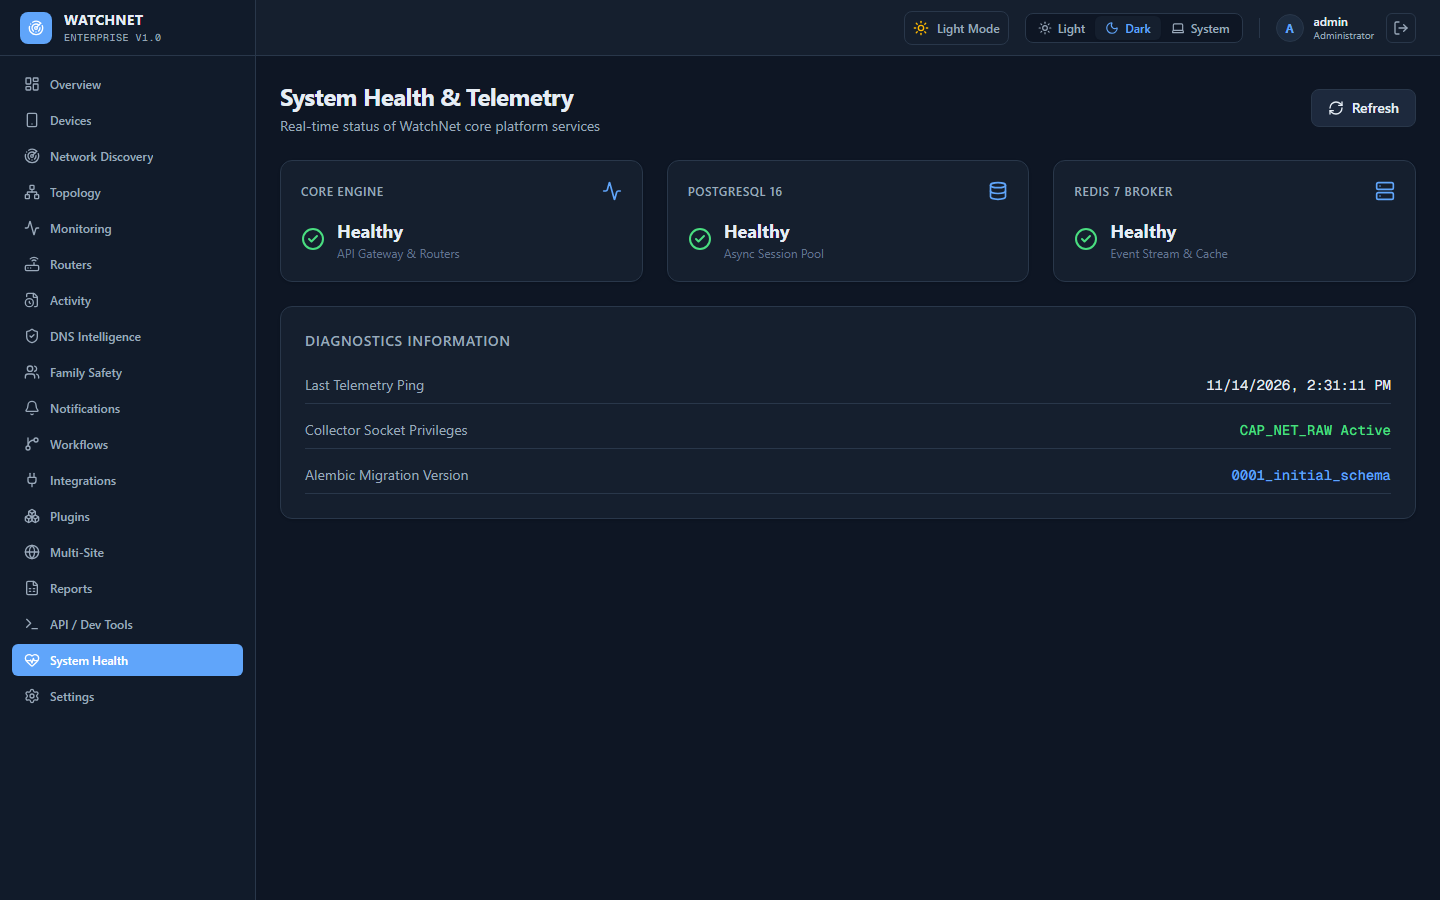 WATCHNET
ENTERPRISE V1.0
Light Mode
Light
Dark
System
A
admin
Administrator
Overview
Devices
Network Discovery
Topology
Monitoring
Routers
Activity
DNS Intelligence
Family Safety
Notifications
Workflows
Integrations
Plugins
Multi-Site
Reports
API / Dev Tools
System Health
Settings
System Health & Telemetry
Real-time status of WatchNet core platform services
Refresh
CORE ENGINE
Healthy
API Gateway & Routers
POSTGRESQL 16
Healthy
Async Session Pool
REDIS 7 BROKER
Healthy
Event Stream & Cache
DIAGNOSTICS INFORMATION
Last Telemetry Ping 11/14/2026, 2:31:11 PM
Collector Socket Privileges CAP_NET_RAW Active
Alembic Migration Version 0001_initial_schema